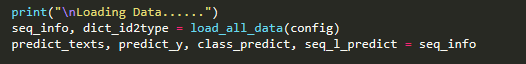 print("\nLoading Data......")
seq_info, dict_id2type = load_all_data(config)
predict_texts, predict_y, class_predict, seq_l_predict = seq_info